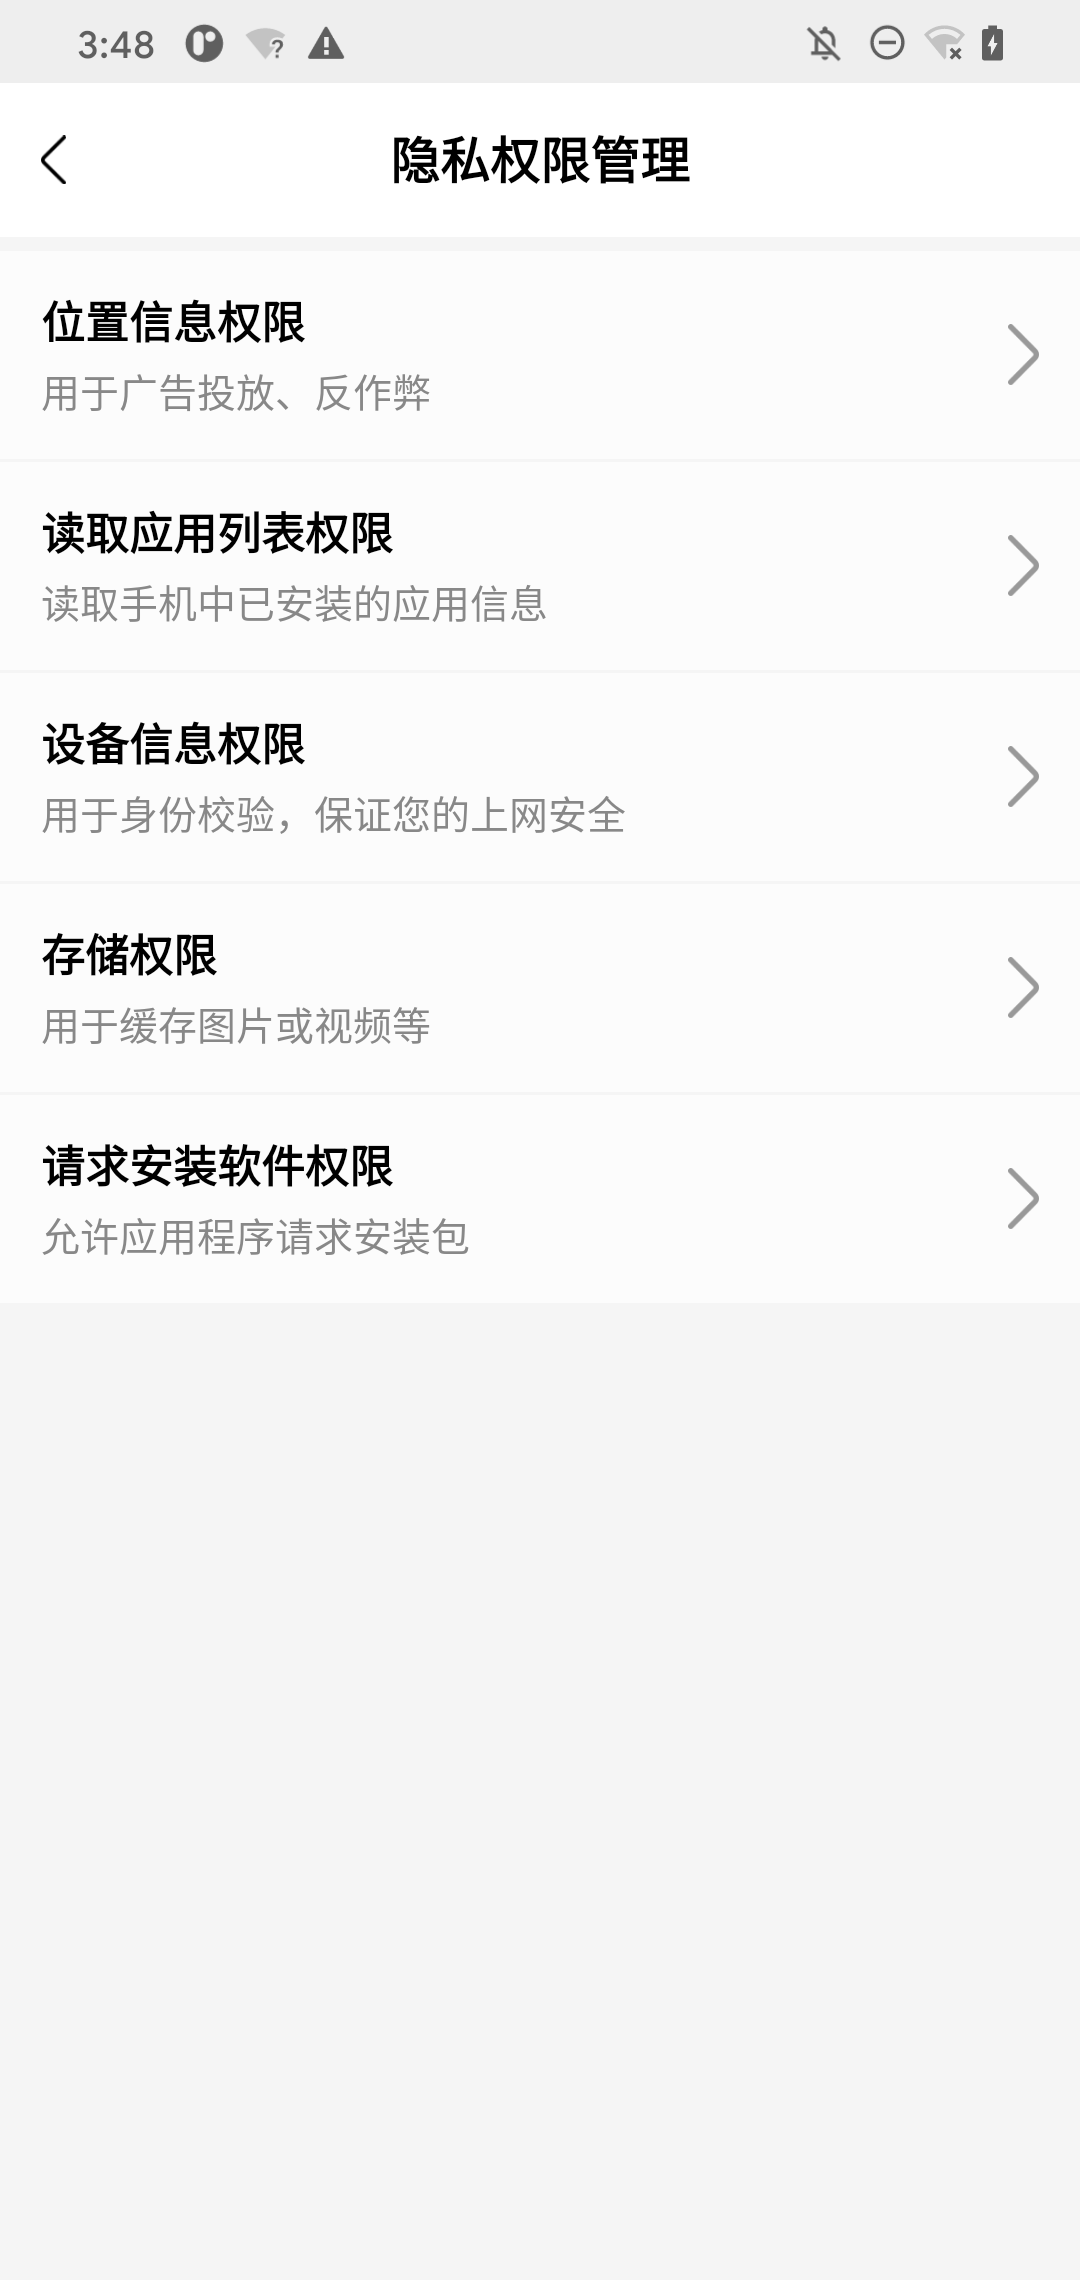 3:48
隐私权限管理
位置信息权限
用于广告投放、反作弊
读取应用列表权限
读取手机中已安装的应用信息
设备信息权限
用于身份校验，保证您的上网安全
存储权限
用于缓存图片或视频等
请求安装软件权限
允许应用程序请求安装包